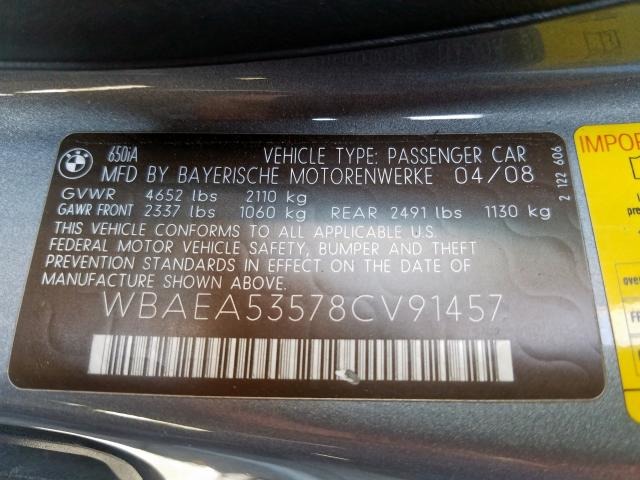 BMW
650iA
VEHICLE TYPE: PASSENGER CAR
MFD BY BAYERISCHE MOTORENWERKE 04/08
GVWR 4652 lbs 2110 kg
GAWR FRONT 2337 lbs 1060 kg REAR 2491 lbs 1130 kg
THIS VEHICLE CONFORMS TO ALL APPLICABLE U.S.
FEDERAL MOTOR VEHICLE SAFETY, BUMPER AND THEFT
PREVENTION STANDARDS IN EFFECT ON THE DATE OF
MANUFACTURE SHOWN ABOVE.
WBAEA53578CV91457
2 122 606
IMPOR